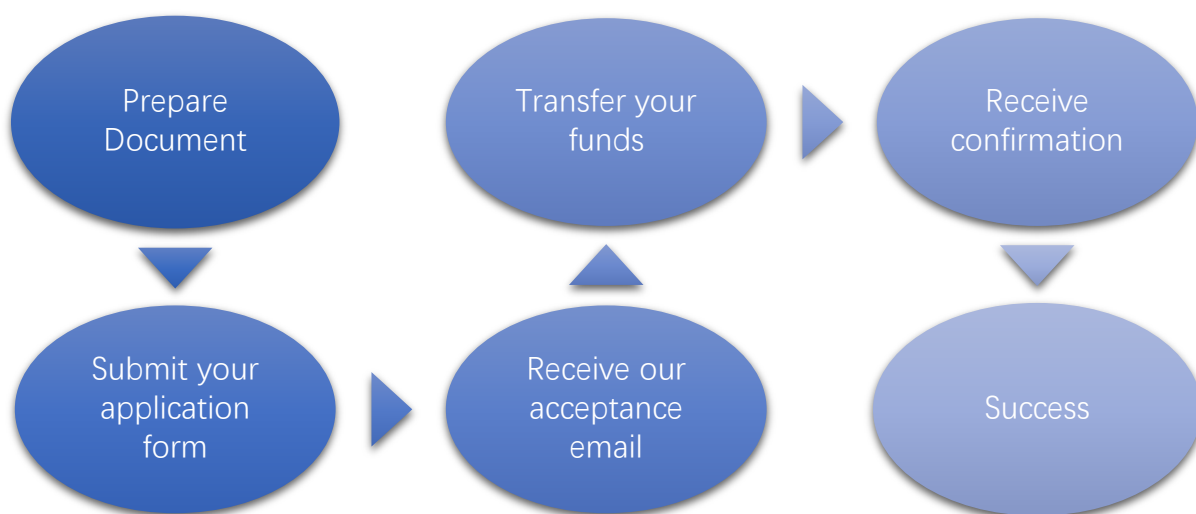 Prepare
Document
Submit your
application
form
Receive our
acceptance
email
Transfer your
funds
Receive
confirmation
Success